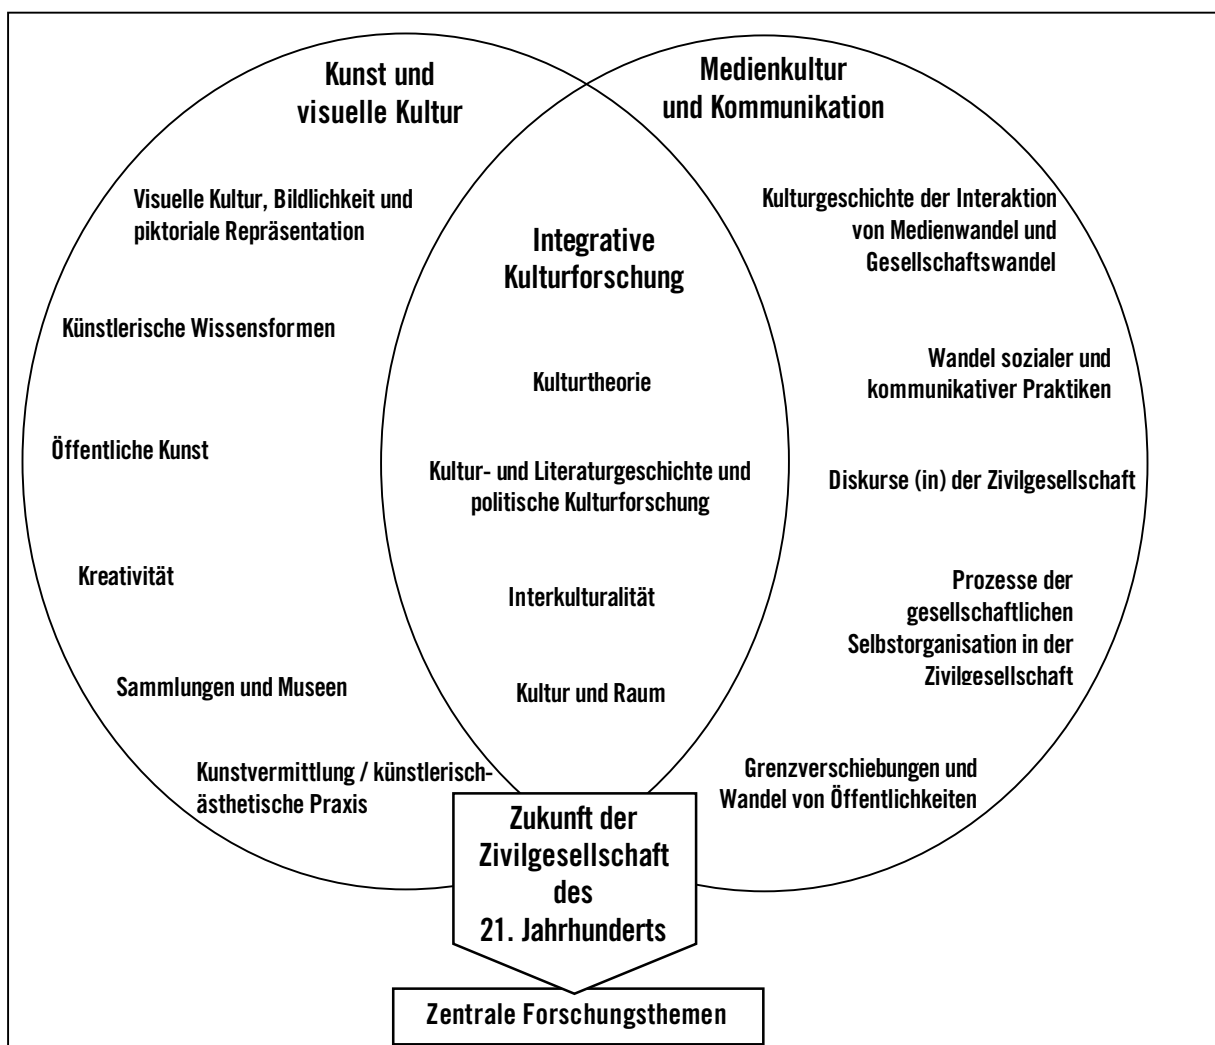 Kunst und
visuelle Kultur
Visuelle Kultur, Bildlichkeit und
piktoriale Repräsentation
Künstlerische Wissensformen
Öffentliche Kunst
Kreativität
Sammlungen und Museen
Kunstvermittlung / künstlerisch-
ästhetische Praxis
Integrative
Kulturforschung
Kulturtheorie
Kultur- und Literaturgeschichte und
politische Kulturforschung
Interkulturalität
Kultur und Raum
Medienkultur
und Kommunikation
Kulturgeschichte der Interaktion
von Medienwandel und
Gesellschaftswandel
Wandel sozialer und
kommunikativer Praktiken
Diskurse (in) der Zivilgesellschaft
Prozesse der
gesellschaftlichen
Selbstorganisation in der
Zivilgesellschaft
Grenzverschiebungen und
Wandel von Öffentlichkeiten
Zukunft der
Zivilgesellschaft
des
21. Jahrhunderts
Zentrale Forschungsthemen